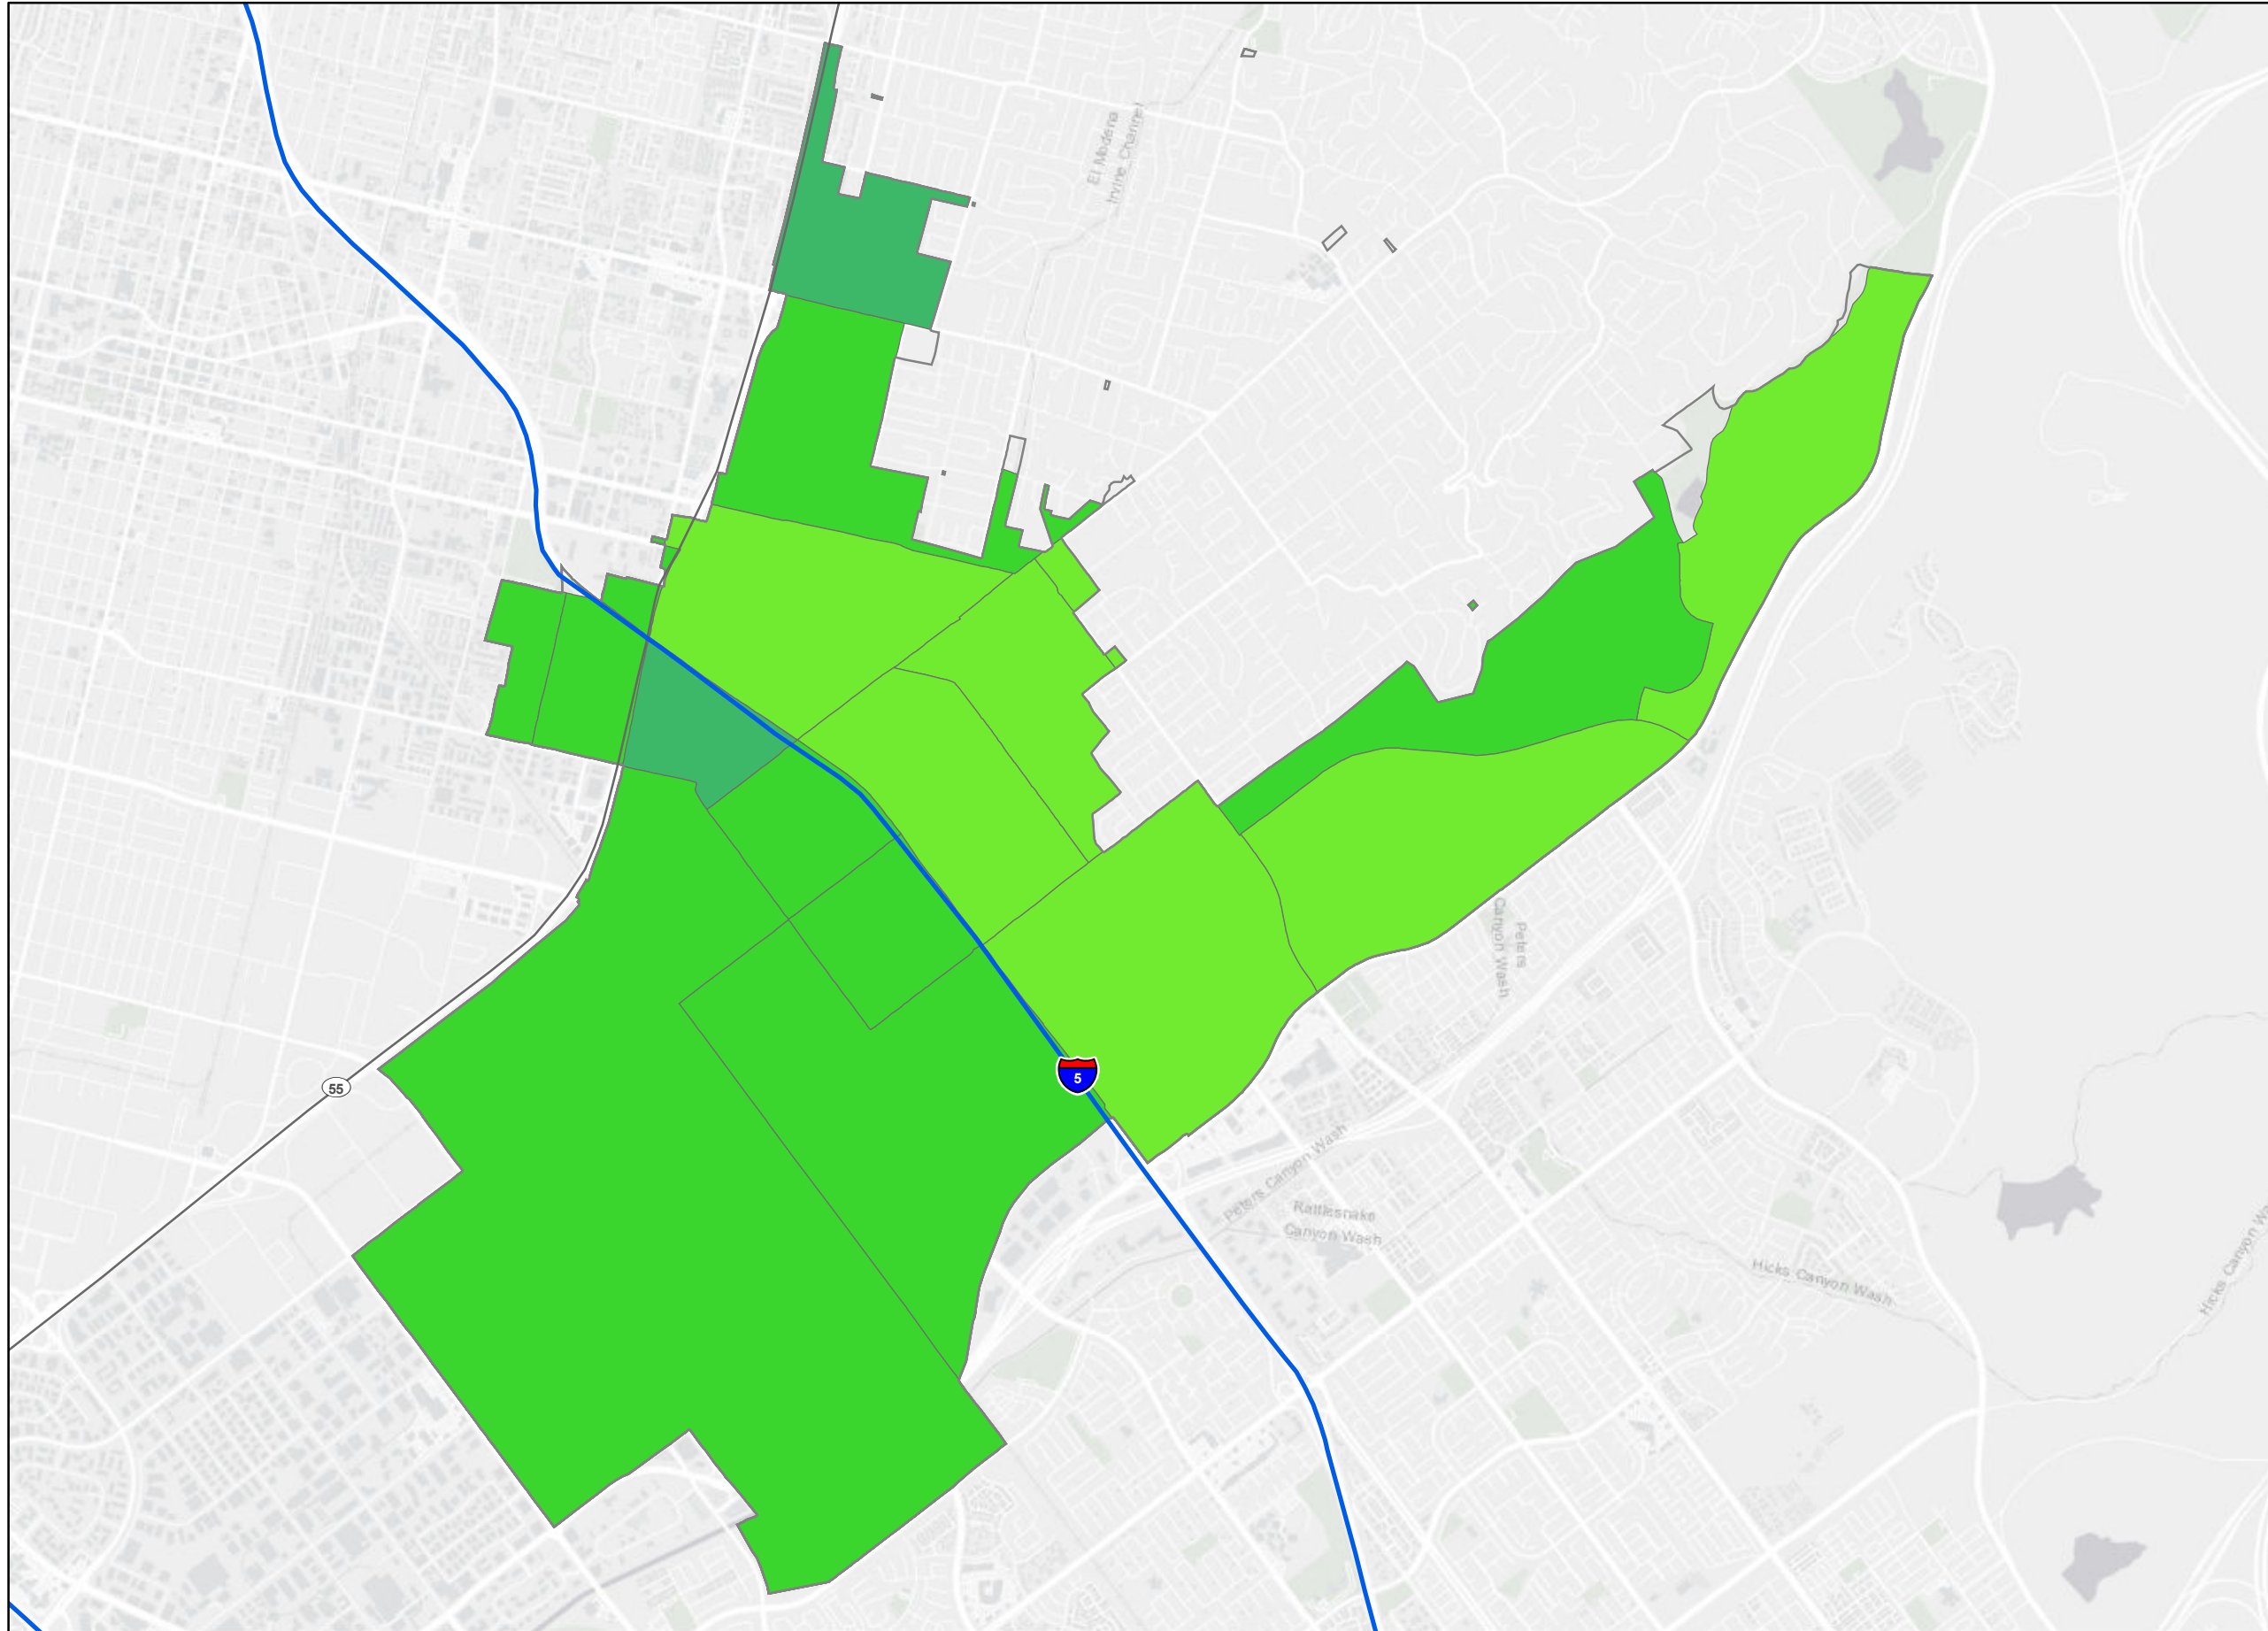 El Modena
Irvine Channel
Peters
Canyon Wash
5
55
Peters Canyon Wash
Rattlesnake
Canyon Wash
Hicks Canyon Wash
Hicks Canyon Wa